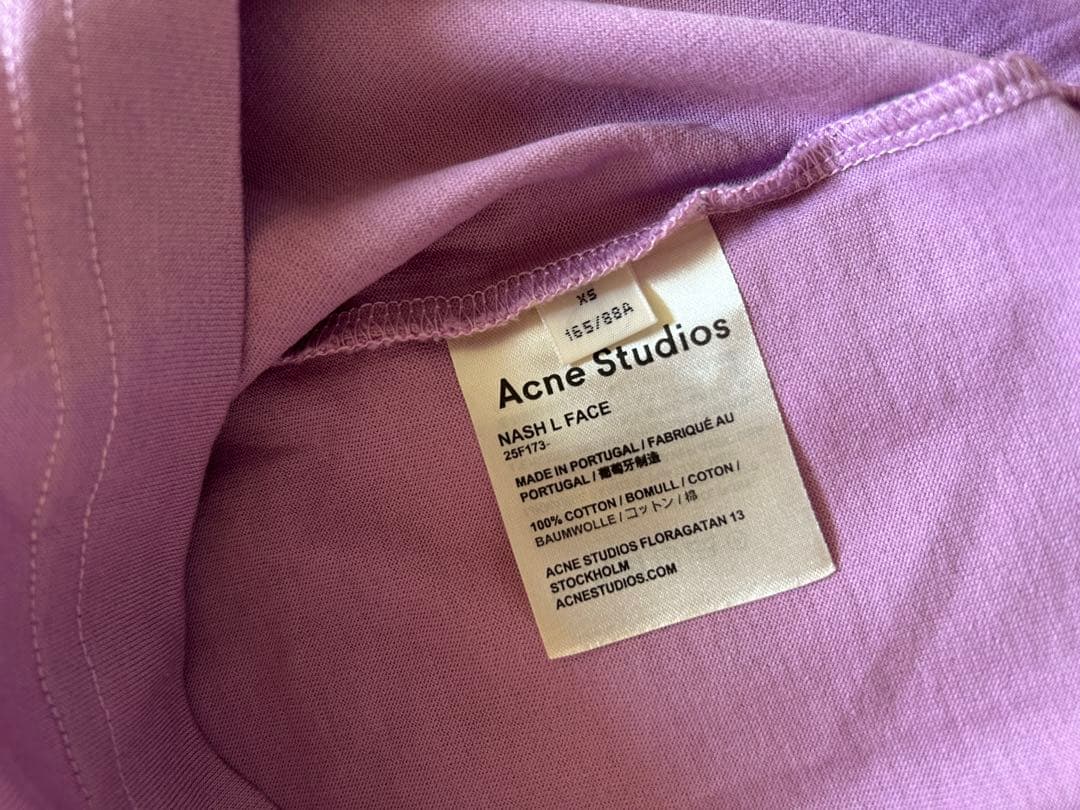 XS
165/88A
Acne Studios
NASH L FACE
25F173-
MADE IN PORTUGAL / FABRIQUÉ AU
PORTUGAL / 葡萄牙制造
100% COTTON / BOMULL / COTON /
BAUMWOLLE / コットン / 棉
ACNE STUDIOS FLORAGATAN 13
STOCKHOLM
ACNESTUDIOS.COM